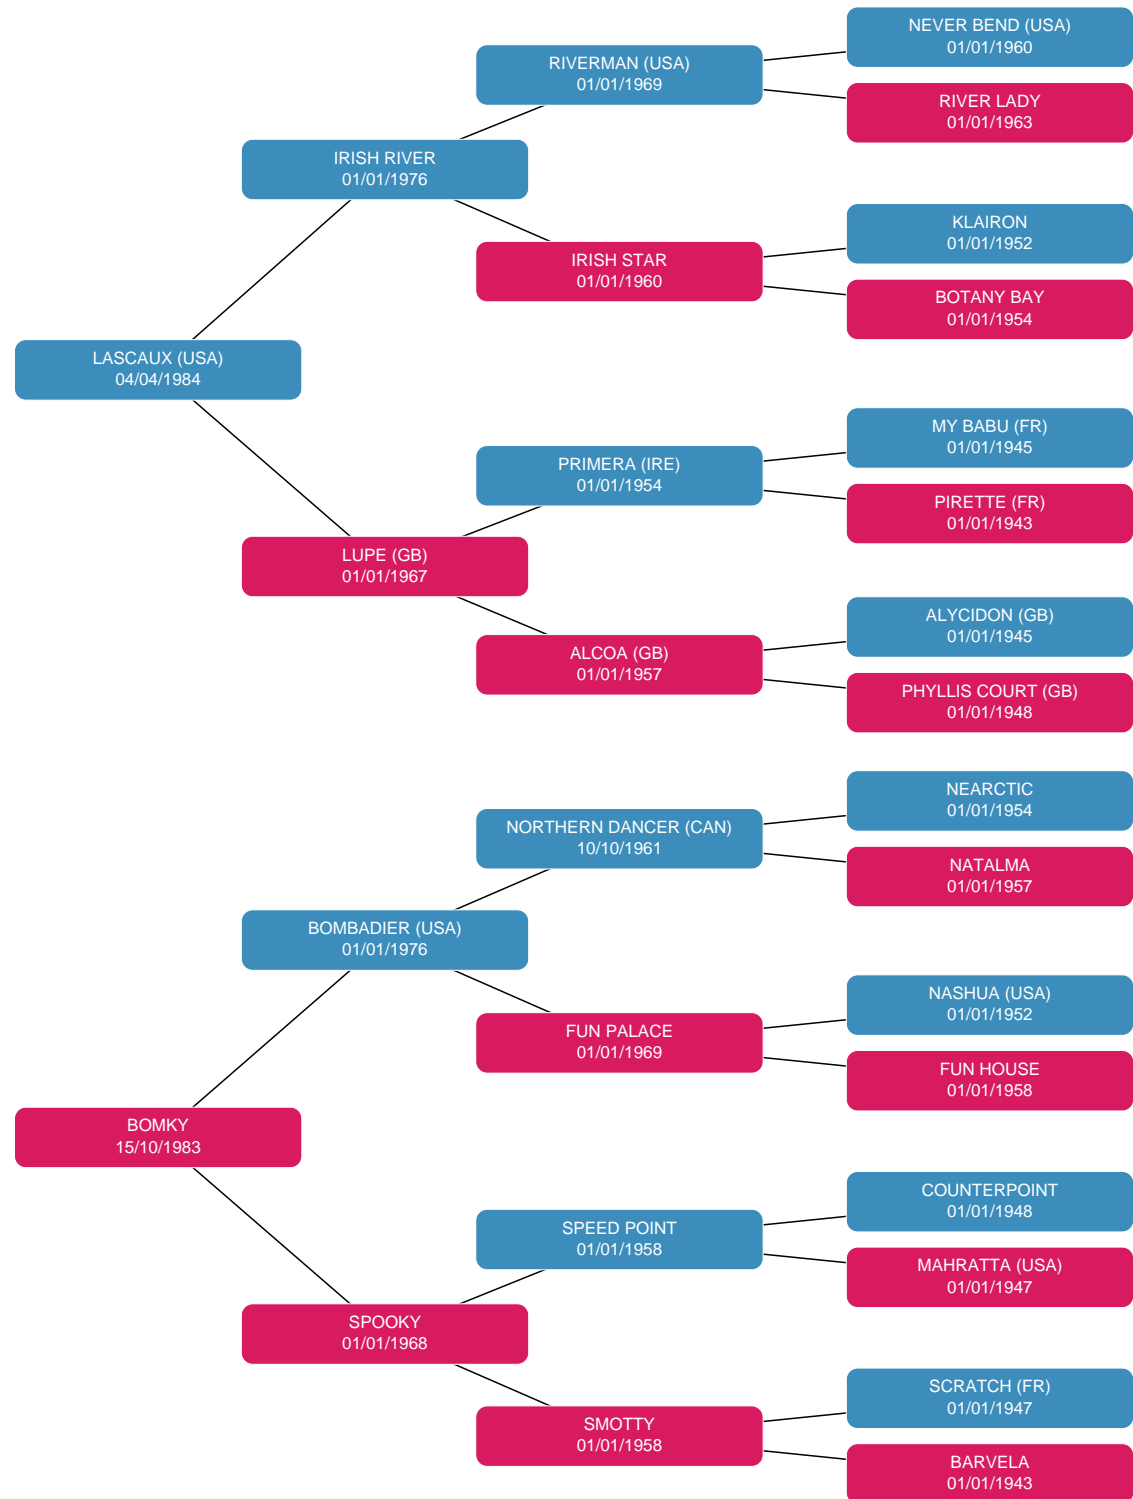 NEVER BEND (USA)
01/01/1960
RIVERMAN (USA)
01/01/1969
RIVER LADY
01/01/1963
IRISH RIVER
01/01/1976
KLAIRON
01/01/1952
IRISH STAR
01/01/1960
BOTANY BAY
01/01/1954
LASCAUX (USA)
04/04/1984
MY BABU (FR)
01/01/1945
PRIMERA (IRE)
01/01/1954
PIRETTE (FR)
01/01/1943
LUPE (GB)
01/01/1967
ALYCIDON (GB)
01/01/1945
ALCOA (GB)
01/01/1957
PHYLLIS COURT (GB)
01/01/1948
NEARCTIC
01/01/1954
NORTHERN DANCER (CAN)
10/10/1961
NATALMA
01/01/1957
BOMBADIER (USA)
01/01/1976
NASHUA (USA)
01/01/1952
FUN PALACE
01/01/1969
FUN HOUSE
01/01/1958
BOMKY
15/10/1983
COUNTERPOINT
01/01/1948
SPEED POINT
01/01/1958
MAHRATTA (USA)
01/01/1947
SPOOKY
01/01/1968
SCRATCH (FR)
01/01/1947
SMOTTY
01/01/1958
BARVELA
01/01/1943